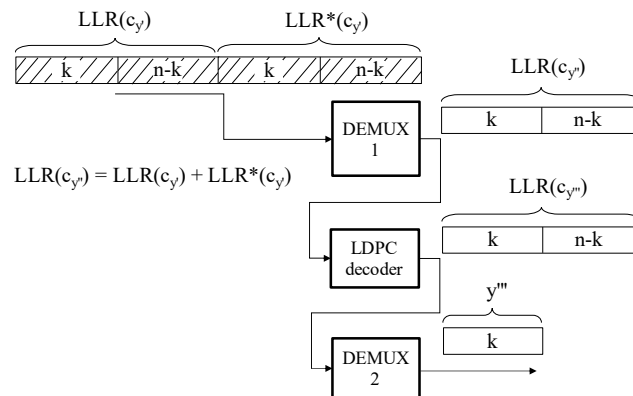 LLR(c_y') LLR*(c_y')
k n-k k n-k
LLR(c_y'')
k n-k
DEMUX
1
LLR(c_y'') = LLR(c_y') + LLR*(c_y')
LLR(c_y''')
k n-k
LDPC
decoder
y'''
k
DEMUX
2